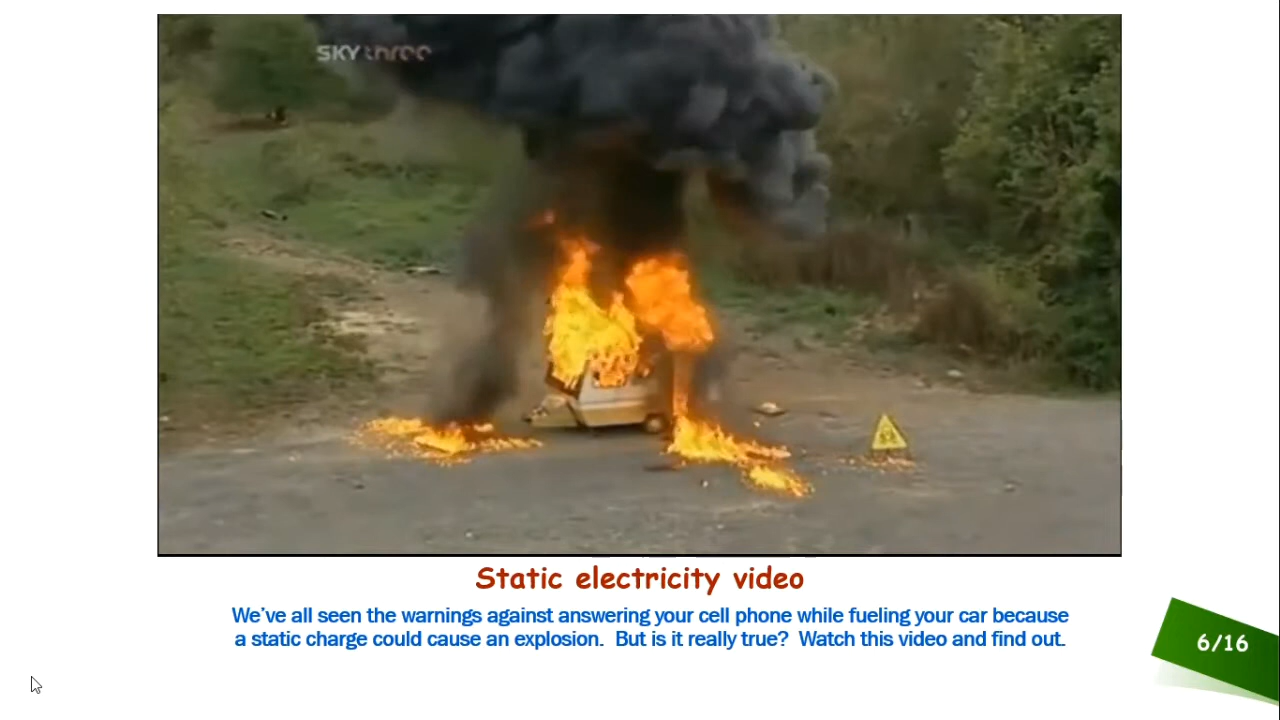 SKY three
Static electricity video
We've all seen the warnings against answering your cell phone while fueling your car because
a static charge could cause an explosion.  But is it really true?  Watch this video and find out.
6/16